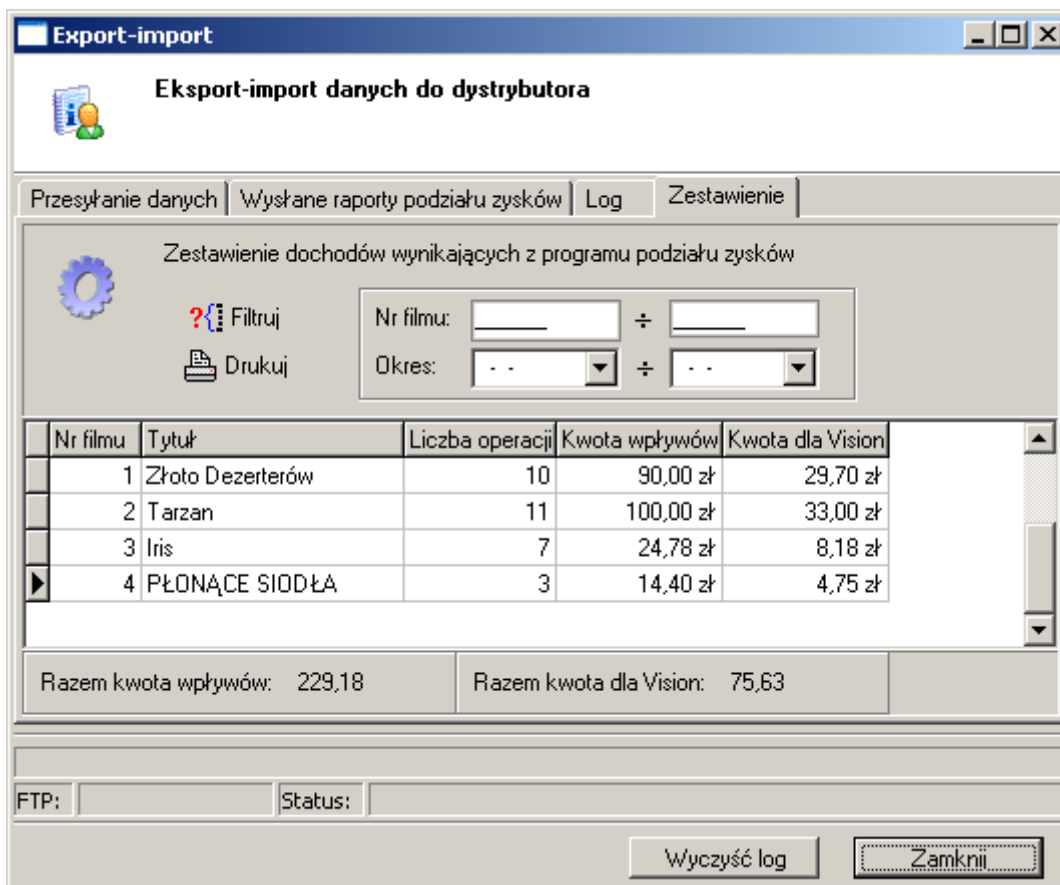 Export-import
Eksport-import danych do dystrybutora
Przesyłanie danych Wysłane raporty podziału zysków Log Zestawienie
Zestawienie dochodów wynikających z programu podziału zysków
?{ Filtruj Nr filmu: ______ ÷ ______
Drukuj Okres: - - ÷ - -
Nr filmu Tytuł Liczba operacji Kwota wpływów Kwota dla Vision
1 Złoto Dezerterów 10 90,00 zł 29,70 zł
2 Tarzan 11 100,00 zł 33,00 zł
3 Iris 7 24,78 zł 8,18 zł
4 PŁONĄCE SIODŁA 3 14,40 zł 4,75 zł
Razem kwota wpływów: 229,18 Razem kwota dla Vision: 75,63
FTP: Status:
Wyczyść log Zamknij